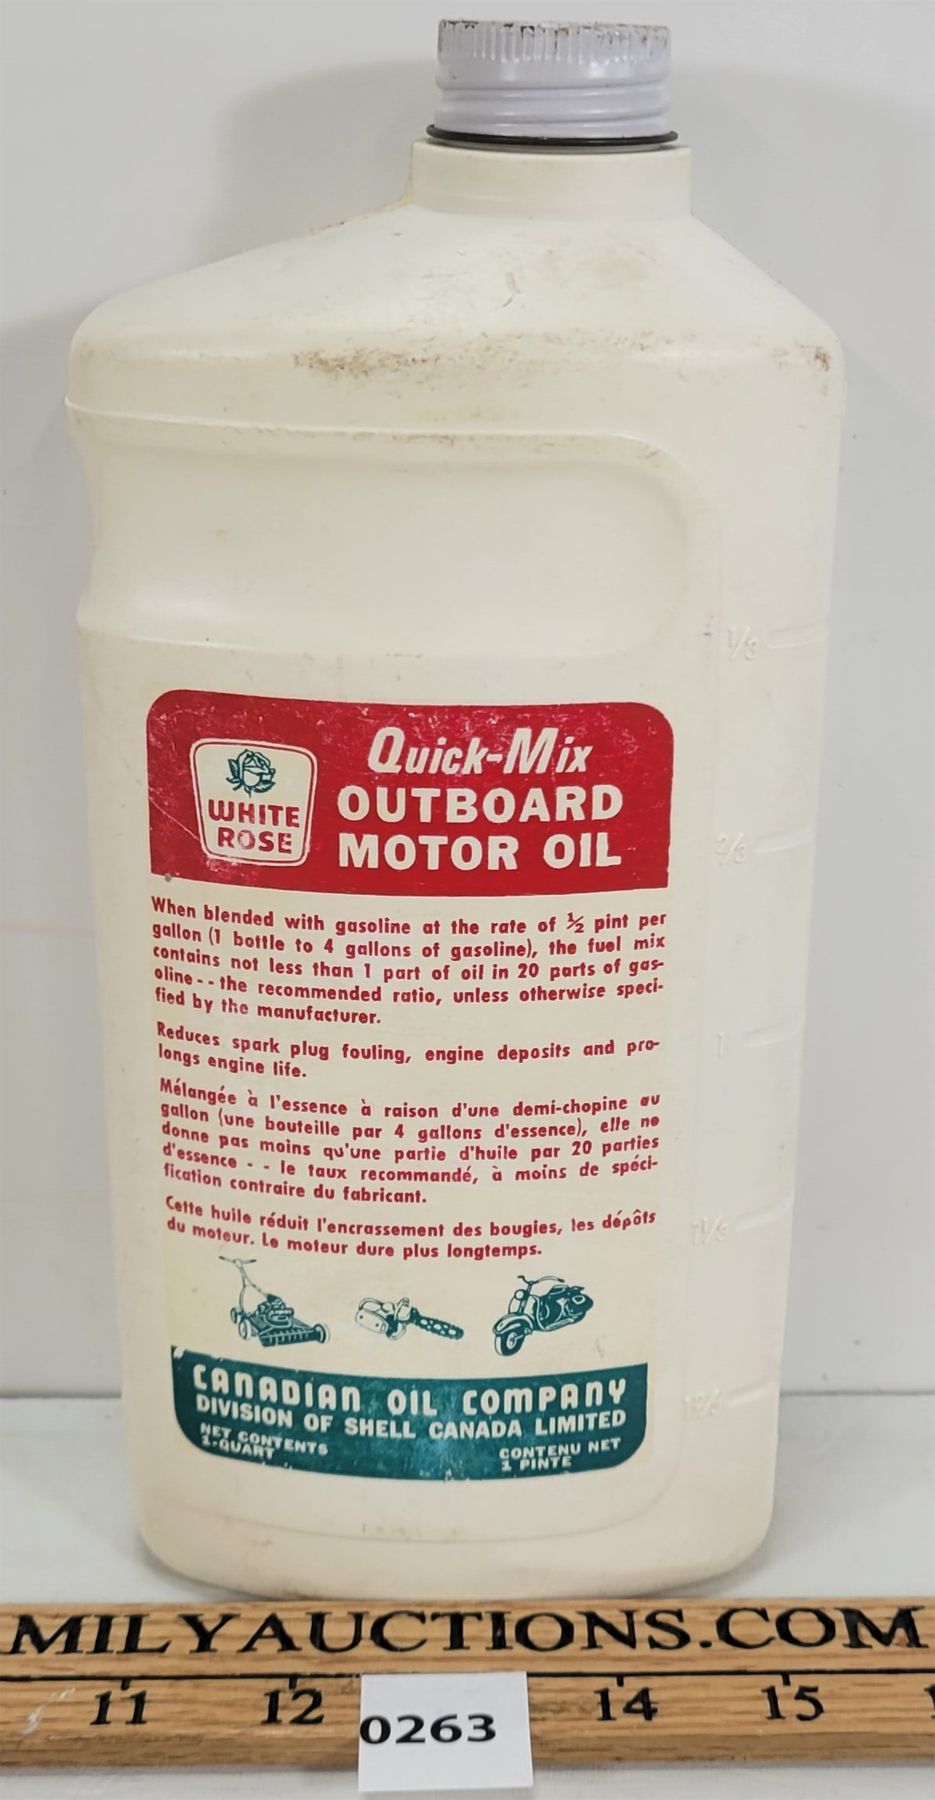 1/3
2/3
1
1 1/3
WHITE
ROSE
Quick-Mix
OUTBOARD
MOTOR OIL
When blended with gasoline at the rate of ½ pint per
gallon (1 bottle to 4 gallons of gasoline), the fuel mix
contains not less than 1 part of oil in 20 parts of gas-
oline - - the recommended ratio, unless otherwise speci-
fied by the manufacturer.
Reduces spark plug fouling, engine deposits and pro-
longs engine life.
Mélangée à l'essence à raison d'une demi-chopine au
gallon (une bouteille par 4 gallons d'essence), elle ne
donne pas moins qu'une partie d'huile par 20 parties
d'essence - - le taux recommandé, à moins de spéci-
fication contraire du fabricant.
Cette huile réduit l'encrassement des bougies, les dépôts
du moteur. Le moteur dure plus longtemps.
CANADIAN OIL COMPANY
DIVISION OF SHELL CANADA LIMITED
NET CONTENTS
1-QUART
CONTENU NET
1 PINTE
MILYAUCTIONS.COM
11 12 14 15
0263